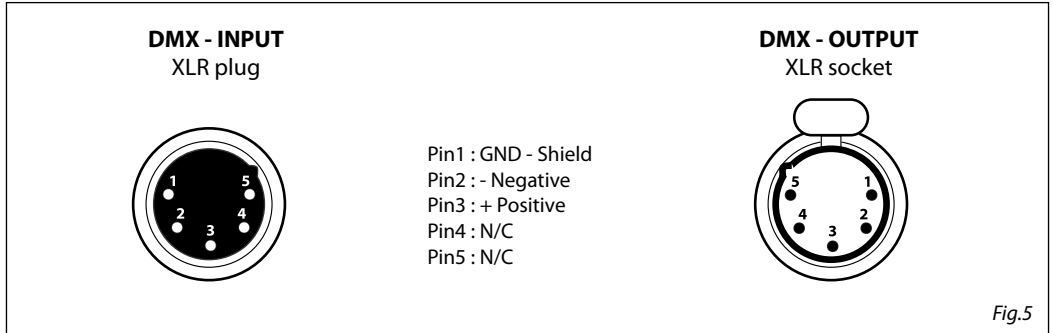 DMX - INPUT
XLR plug
1
5
2
4
3
Pin1 : GND - Shield
Pin2 : - Negative
Pin3 : + Positive
Pin4 : N/C
Pin5 : N/C
DMX - OUTPUT
XLR socket
5
1
4
2
3
Fig.5